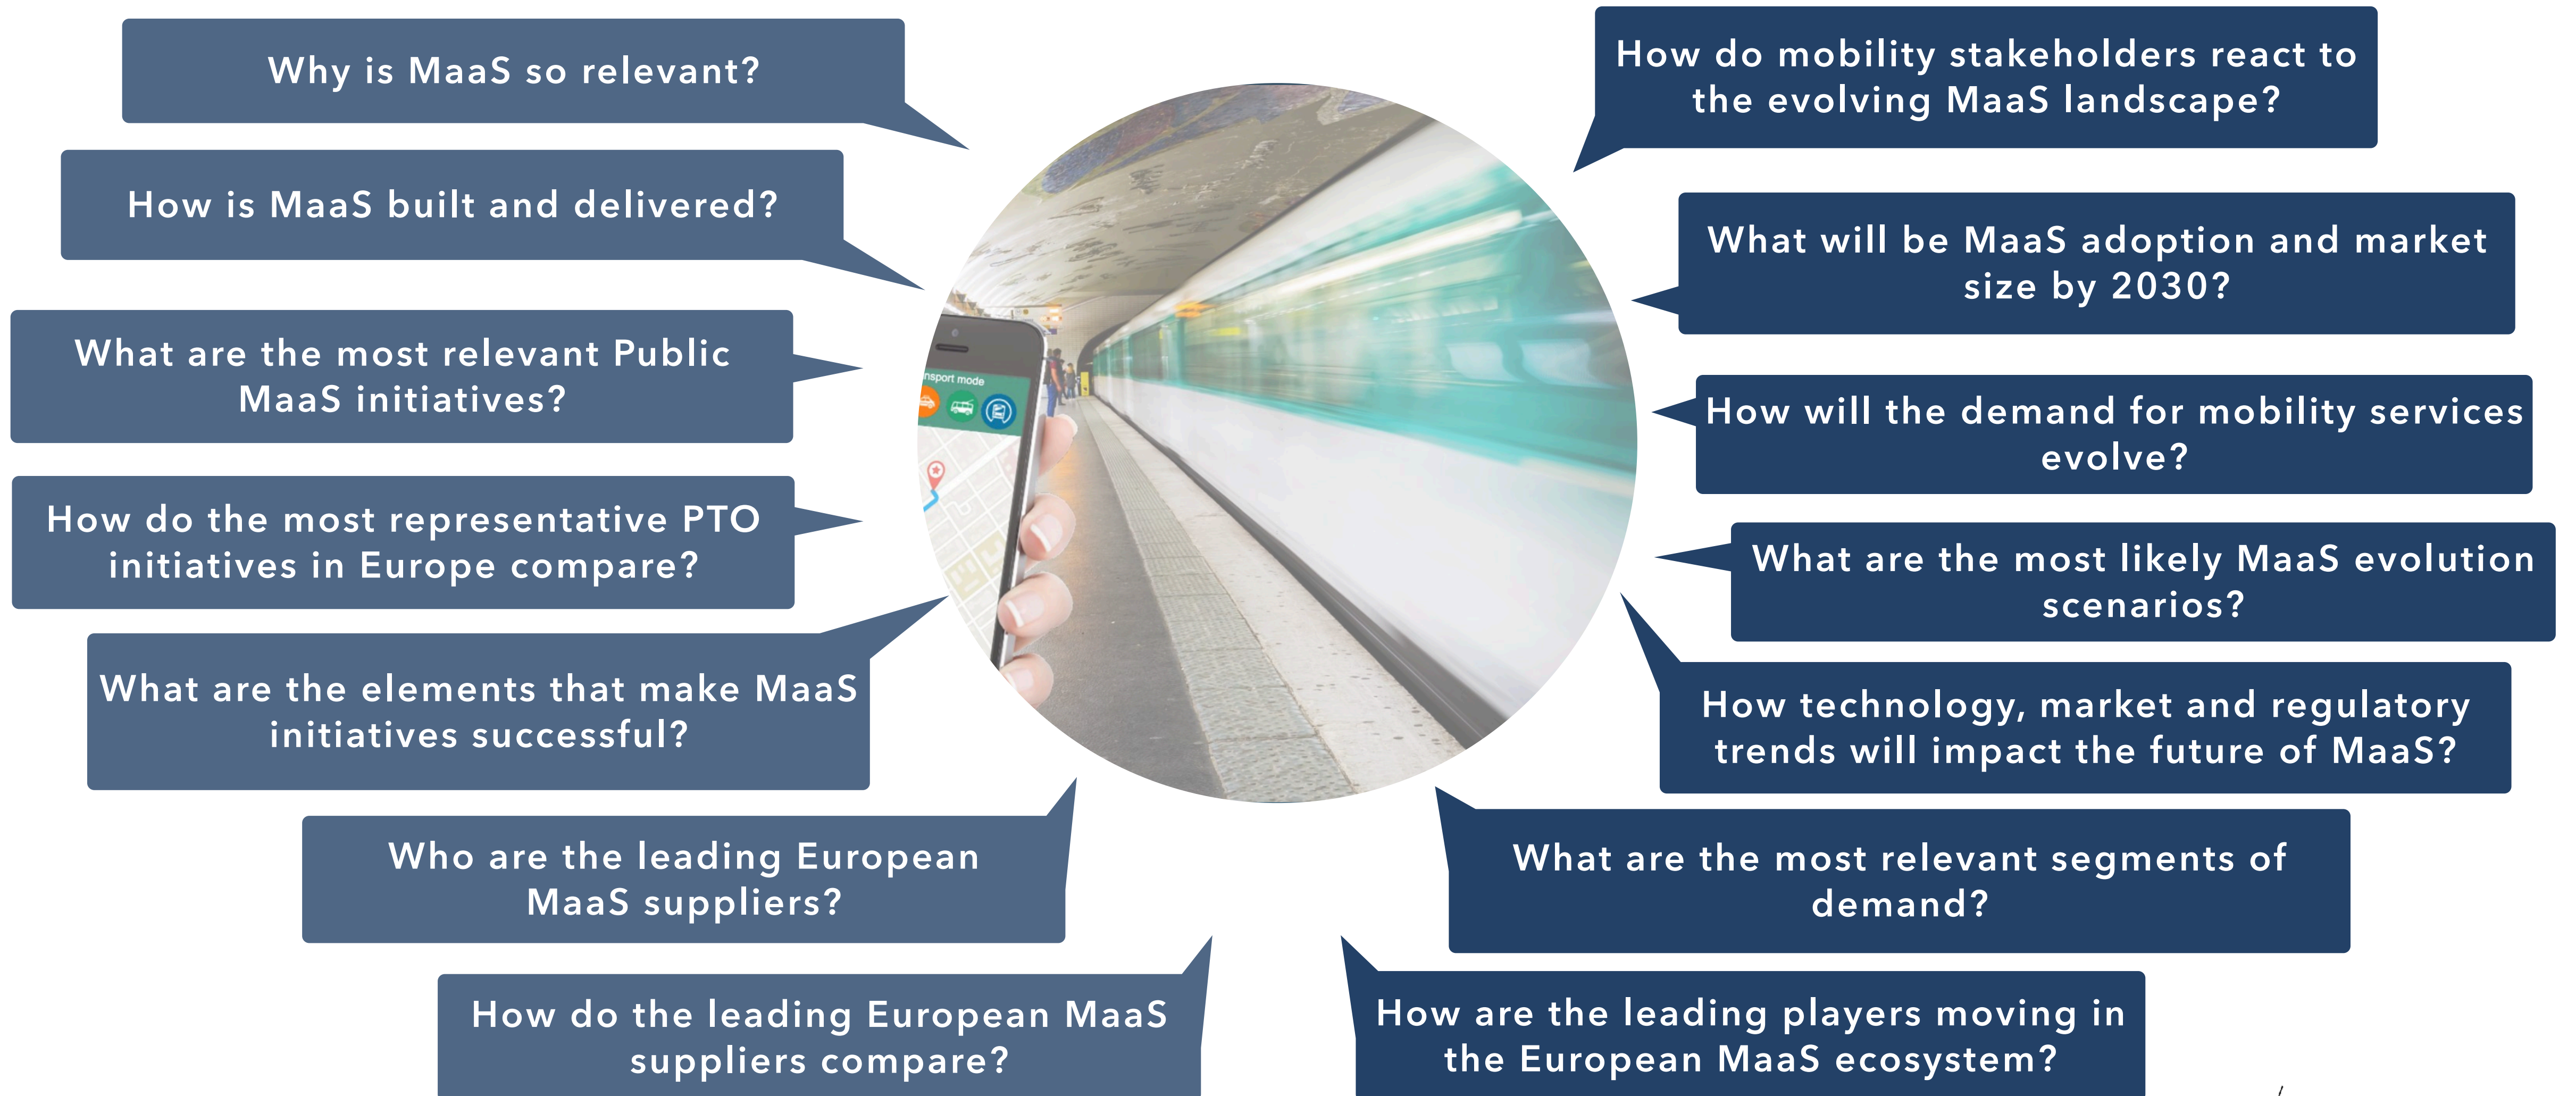 Why is MaaS so relevant?
How is MaaS built and delivered?
What are the most relevant Public
MaaS initiatives?
How do the most representative PTO
initiatives in Europe compare?
What are the elements that make MaaS
initiatives successful?
Who are the leading European
MaaS suppliers?
How do the leading European MaaS
suppliers compare?
nsport mode
How do mobility stakeholders react to
the evolving MaaS landscape?
What will be MaaS adoption and market
size by 2030?
How will the demand for mobility services
evolve?
What are the most likely MaaS evolution
scenarios?
How technology, market and regulatory
trends will impact the future of MaaS?
What are the most relevant segments of
demand?
How are the leading players moving in
the European MaaS ecosystem?